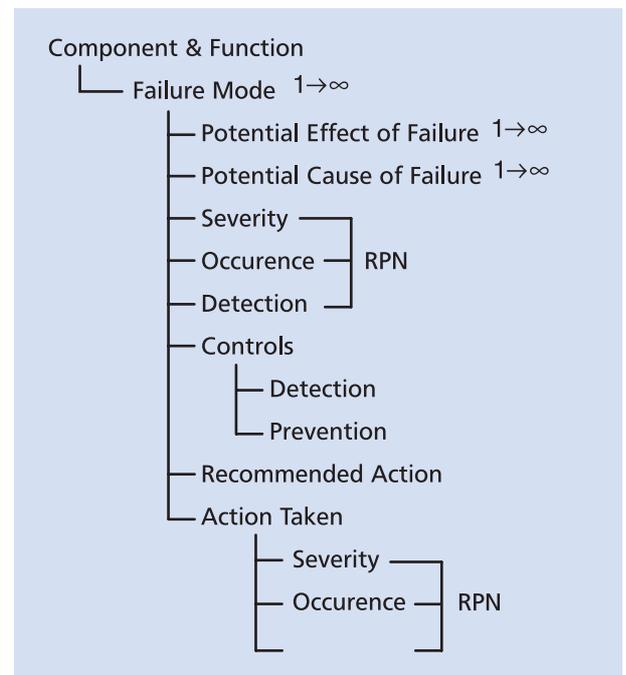 Component & Function
Failure Mode 1→∞
Potential Effect of Failure 1→∞
Potential Cause of Failure 1→∞
Severity
Occurence RPN
Detection
Controls
Detection
Prevention
Recommended Action
Action Taken
Severity
Occurence RPN